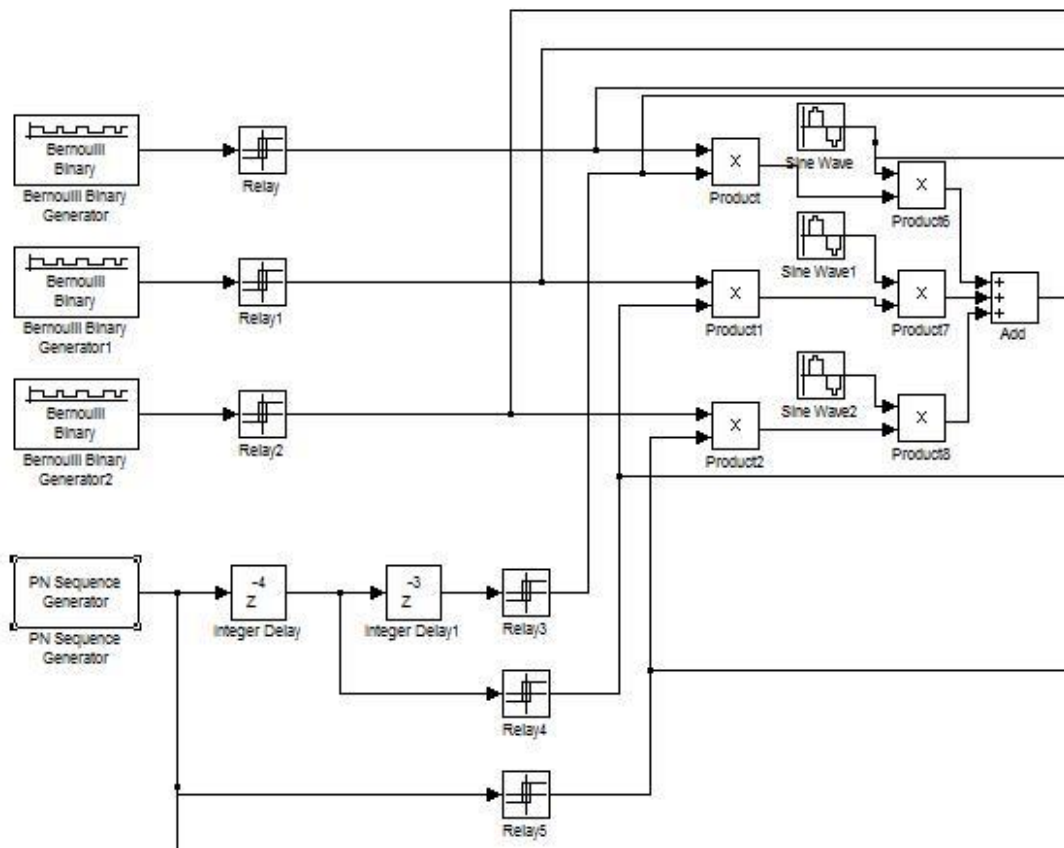 Bernoulli
Binary
Bernoulli Binary
Generator
Relay
X
Product
Sine Wave
X
Product6
Bernoulli
Binary
Bernoulli Binary
Generator1
Relay1
X
Product1
Sine Wave1
X
Product7
+
+
+
Add
Bernoulli
Binary
Bernoulli Binary
Generator2
Relay2
X
Product2
Sine Wave2
X
Product8
PN Sequence
Generator
PN Sequence
Generator
-4
Z
Integer Delay
-3
Z
Integer Delay1
Relay3
Relay4
Relay5